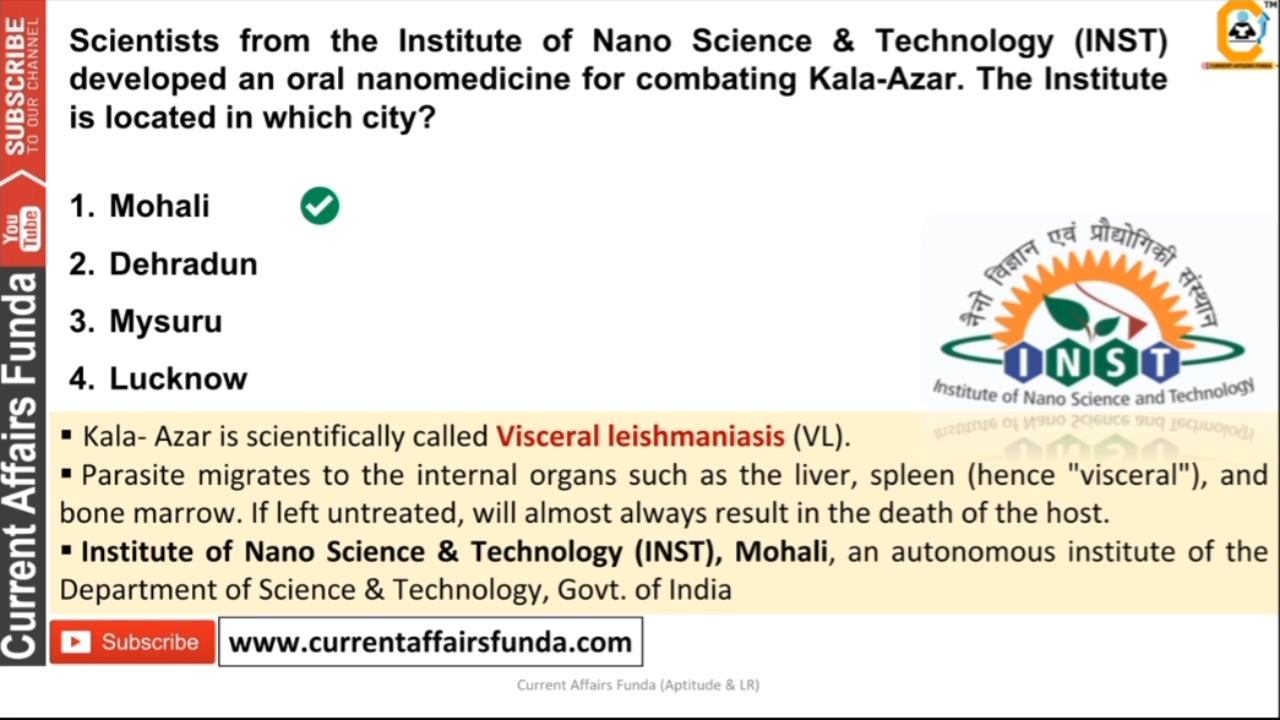 SUBSCRIBE
TO OUR CHANNEL
You
Tube
Current Affairs Funda
TM
CURRENT AFFAIRS FUNDA
Scientists from the Institute of Nano Science & Technology (INST)
developed an oral nanomedicine for combating Kala-Azar. The Institute
is located in which city?
1. Mohali
2. Dehradun
3. Mysuru
4. Lucknow
नैनो विज्ञान एवं प्रौद्योगिकी संस्थान
INST
Institute of Nano Science and Technology
▪ Kala- Azar is scientifically called Visceral leishmaniasis (VL).
▪ Parasite migrates to the internal organs such as the liver, spleen (hence "visceral"), and
bone marrow. If left untreated, will almost always result in the death of the host.
▪ Institute of Nano Science & Technology (INST), Mohali, an autonomous institute of the
Department of Science & Technology, Govt. of India
Subscribe
www.currentaffairsfunda.com
Current Affairs Funda (Aptitude & LR)